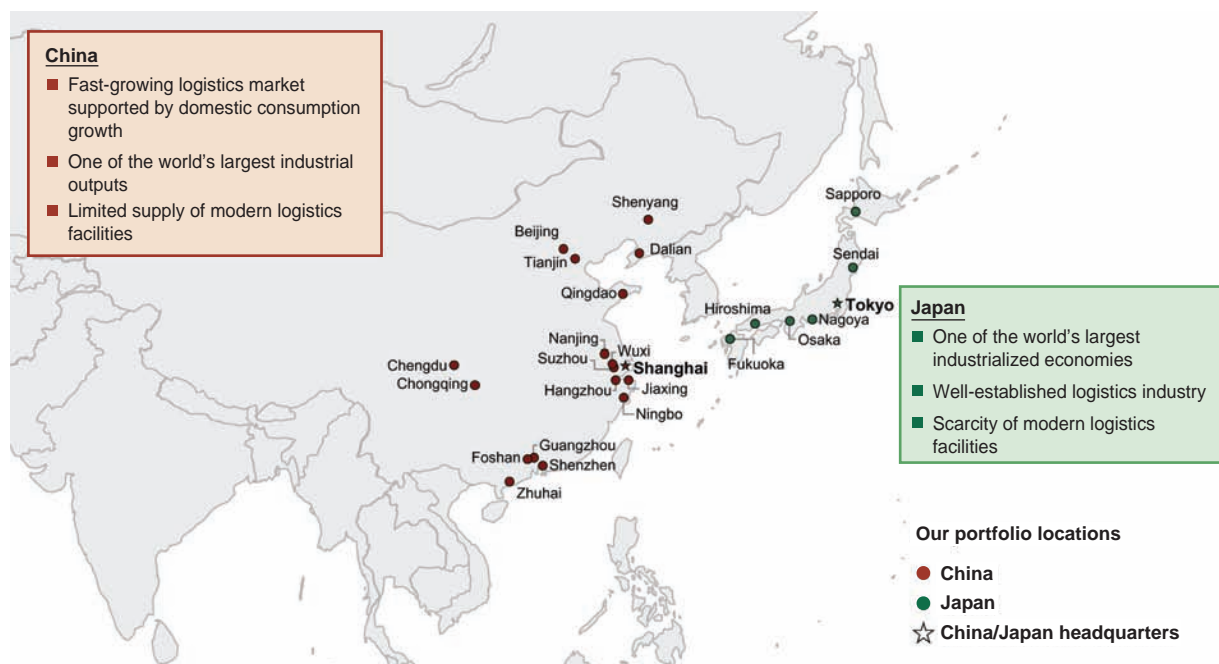 China
■ Fast-growing logistics market
supported by domestic consumption
growth
■ One of the world's largest industrial
outputs
■ Limited supply of modern logistics
facilities
Shenyang
Beijing
Dalian
Tianjin
Qingdao
Nanjing
Wuxi
Suzhou
Shanghai
Chengdu
Chongqing
Hangzhou
Jiaxing
Ningbo
Guangzhou
Foshan
Shenzhen
Zhuhai
Sapporo
Sendai
Hiroshima
Tokyo
Nagoya
Osaka
Fukuoka
Japan
■ One of the world's largest
industrialized economies
■ Well-established logistics industry
■ Scarcity of modern logistics
facilities
Our portfolio locations
China
Japan
China/Japan headquarters